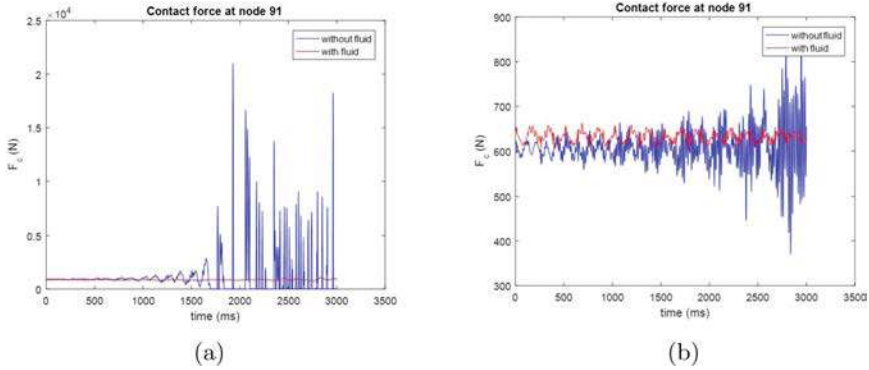 Contact force at node 91
2.5 × 10⁴
2
1.5
1
0.5
0
F c (N)
without fluid
with fluid
0 500 1000 1500 2000 2500 3000 3500
time (ms)
(a)
Contact force at node 91
900
800
700
600
500
400
300
F c (N)
without fluid
with fluid
0 500 1000 1500 2000 2500 3000 3500
time (ms)
(b)